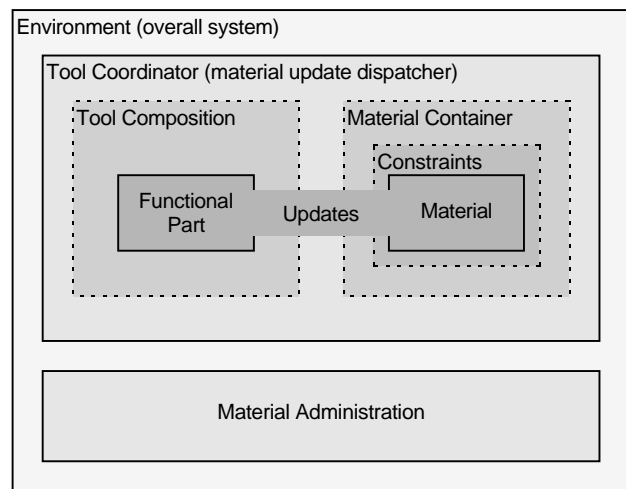 Environment (overall system)
Tool Coordinator (material update dispatcher)
Tool Composition
Material Container
Constraints
Functional
Part
Updates
Material
Material Administration